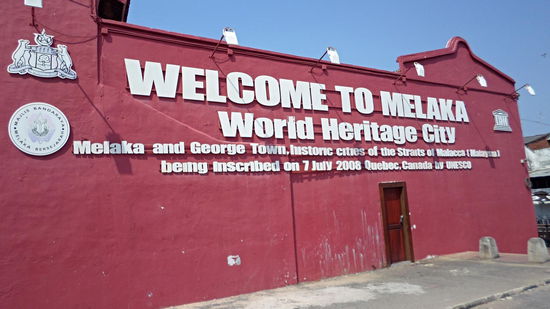 WELCOME TO MELAKA
World Heritage City
Melaka and George Town, historic cities of the Straits of Malacca (Malaysia)
being inscribed on 7 July 2008 Quebec, Canada by UNESCO